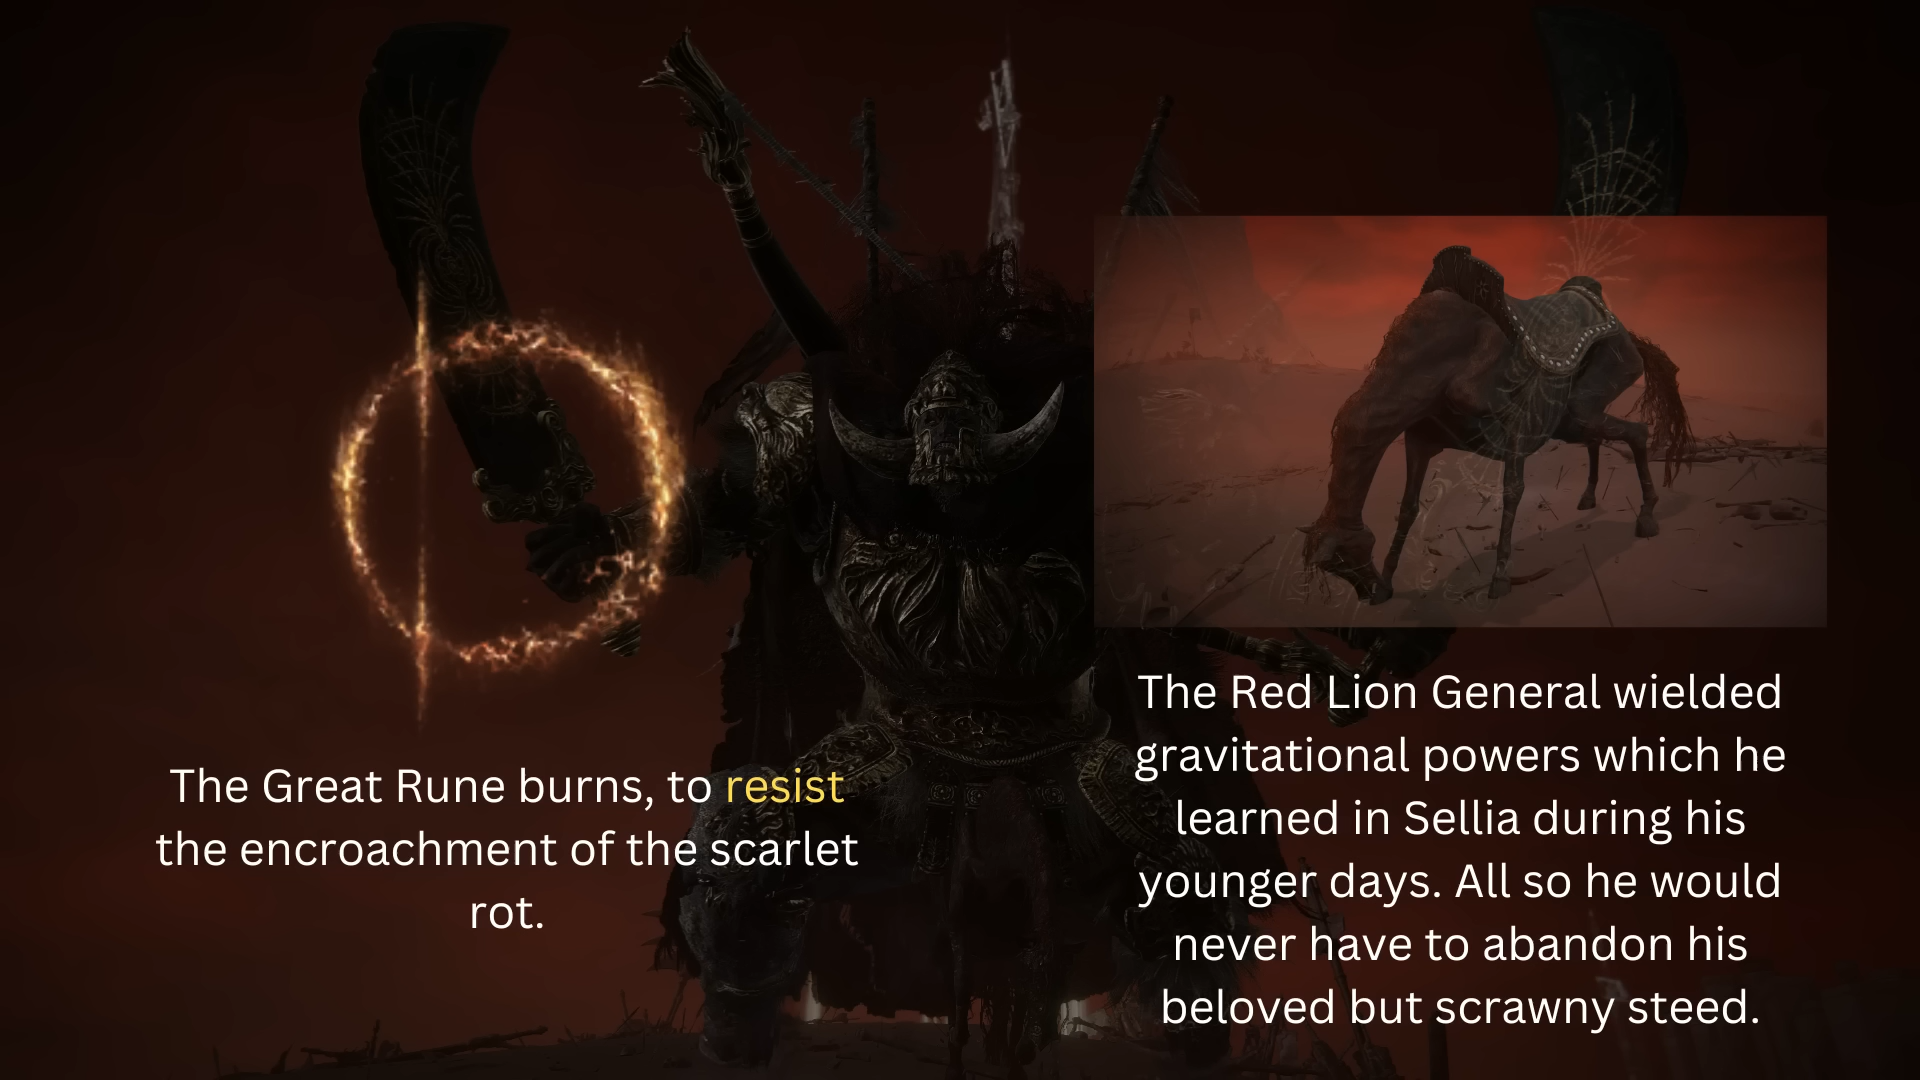 The Great Rune burns, to resist
the encroachment of the scarlet
rot.
The Red Lion General wielded
gravitational powers which he
learned in Sellia during his
younger days. All so he would
never have to abandon his
beloved but scrawny steed.